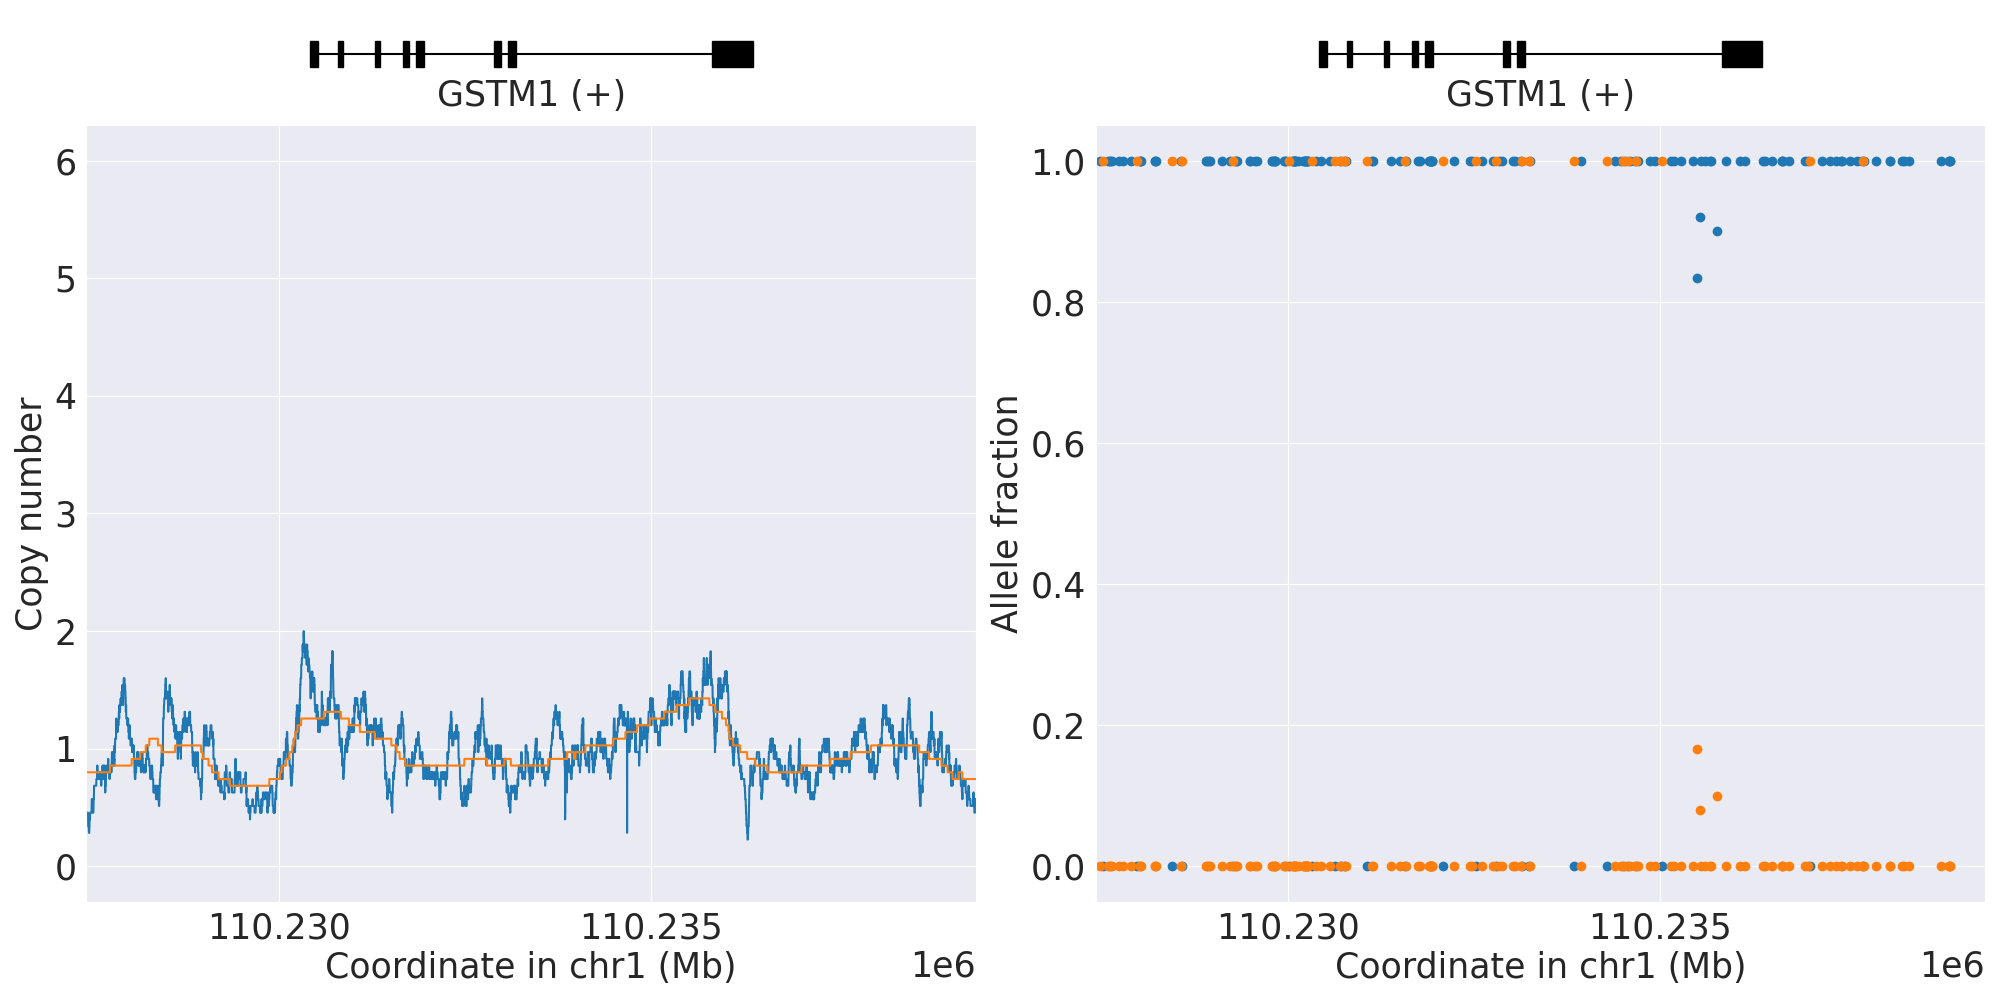 GSTM1 (+)
6
5
4
3
2
1
0
Copy number
110.230
110.235
Coordinate in chr1 (Mb)
1e6
GSTM1 (+)
1.0
0.8
0.6
0.4
0.2
0.0
Allele fraction
110.230
110.235
Coordinate in chr1 (Mb)
1e6